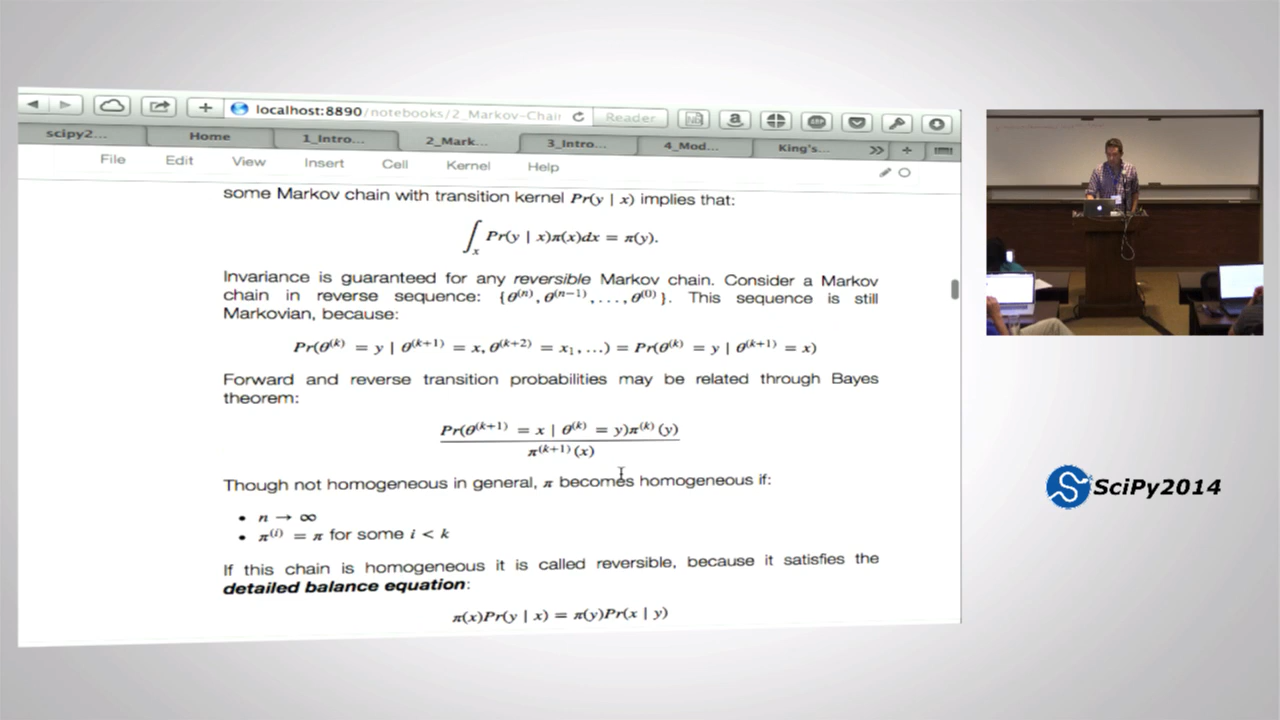 localhost:8890/notebooks/2_Markov-Chai
Reader
scipy2...
Home
1_Intro...
2_Mark...
3_Intro...
4_Mod...
King's...
File Edit View Insert Cell Kernel Help
some Markov chain with transition kernel Pr(y | x) implies that:
∫ₓ Pr(y | x)π(x)dx = π(y).
Invariance is guaranteed for any reversible Markov chain. Consider a Markov
chain in reverse sequence: {θ^(n), θ^(n−1), . . . , θ^(0)}. This sequence is still
Markovian, because:
Pr(θ^(k) = y | θ^(k+1) = x, θ^(k+2) = x₁, …) = Pr(θ^(k) = y | θ^(k+1) = x)
Forward and reverse transition probabilities may be related through Bayes
theorem:
Pr(θ^(k+1) = x | θ^(k) = y)π^(k)(y)
π^(k+1)(x)
Though not homogeneous in general, π becomes homogeneous if:
• n → ∞
• π^(i) = π for some i < k
If this chain is homogeneous it is called reversible, because it satisfies the
detailed balance equation:
π(x)Pr(y | x) = π(y)Pr(x | y)
SciPy2014